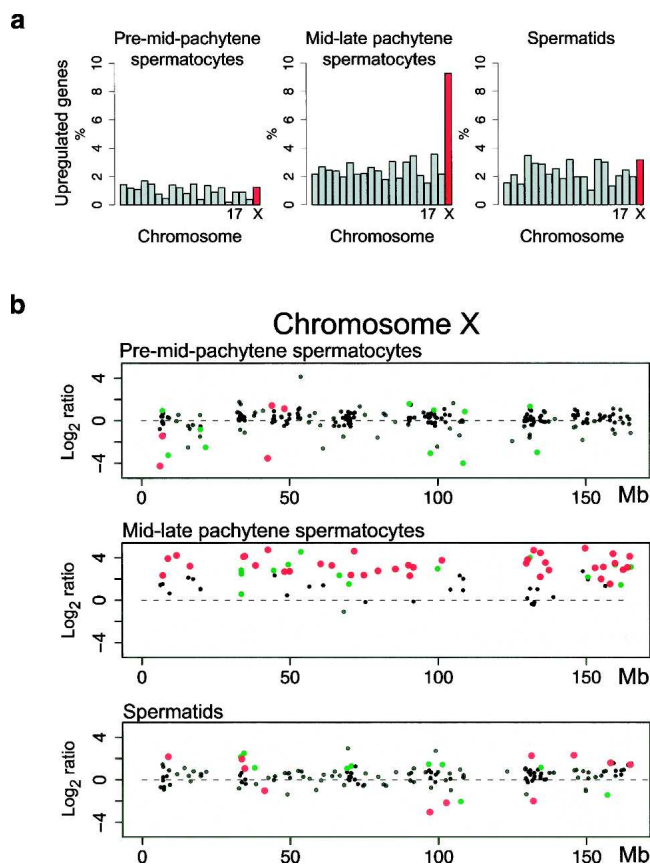 a
Pre-mid-pachytene spermatocytes
Mid-late pachytene spermatocytes
Spermatids
Upregulated genes
%
0 2 4 6 8 10
17 X
Chromosome
%
0 2 4 6 8 10
17 X
Chromosome
%
0 2 4 6 8 10
17 X
Chromosome
b
Chromosome X
Pre-mid-pachytene spermatocytes
Log2 ratio
4
0
−4
0 50 100 150 Mb
Mid-late pachytene spermatocytes
Log2 ratio
4
0
−4
0 50 100 150 Mb
Spermatids
Log2 ratio
4
0
−4
0 50 100 150 Mb